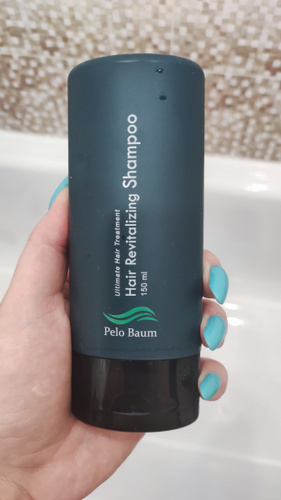 Ultimate Hair Treatment
Hair Revitalizing Shampoo
150 ml
Pelo Baum